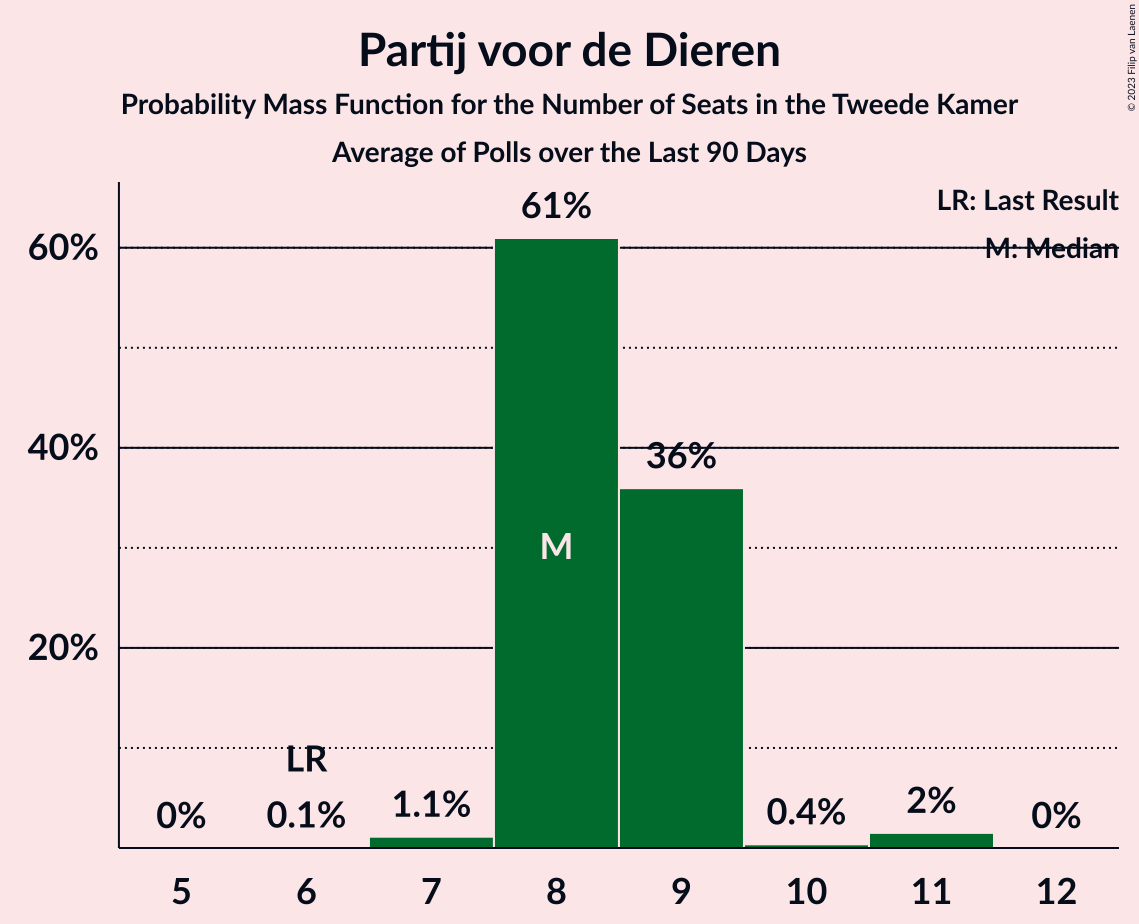 Partij voor de Dieren
Probability Mass Function for the Number of Seats in the Tweede Kamer
Average of Polls over the Last 90 Days
© 2023 Filip van Laenen
LR: Last Result
M: Median
60%
40%
20%
61%
36%
M
LR
0%
0.1%
1.1%
0.4%
2%
0%
5 6 7 8 9 10 11 12